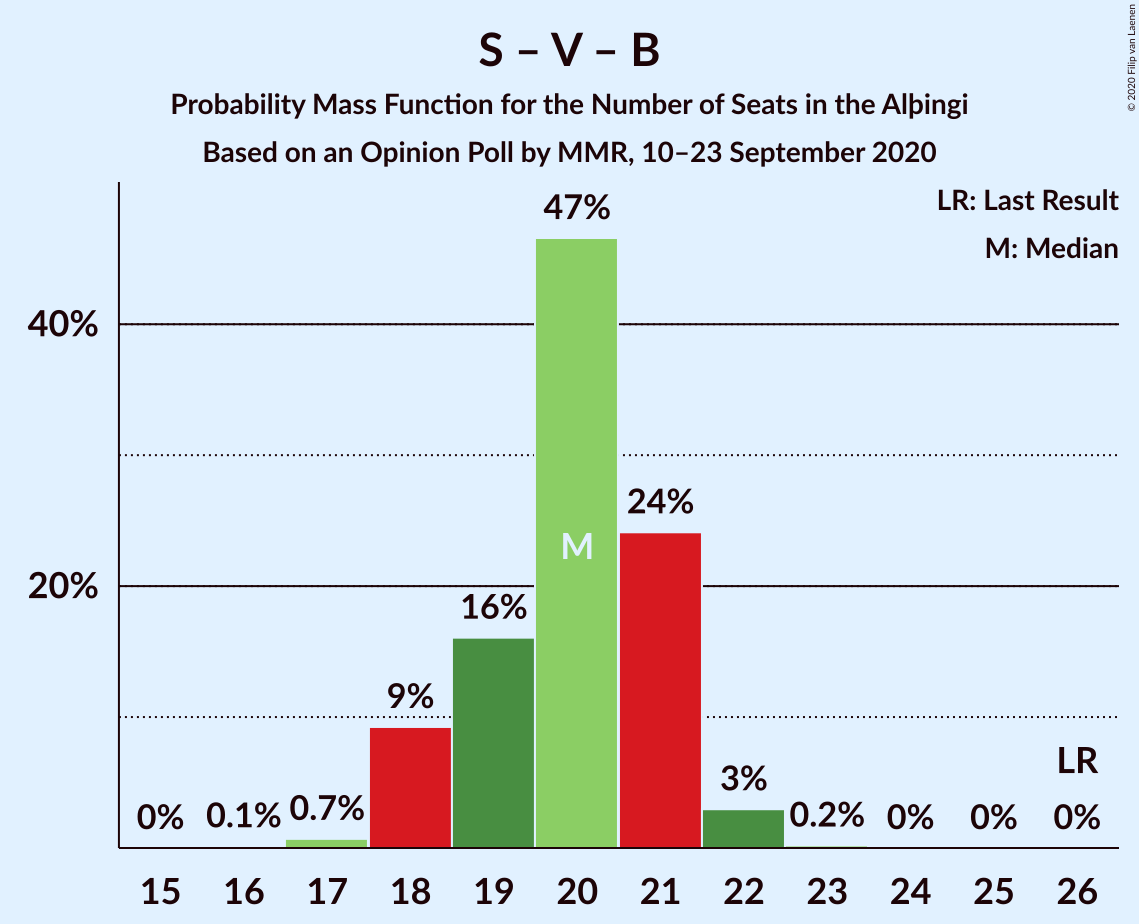 S – V – B
Probability Mass Function for the Number of Seats in the Alþingi
Based on an Opinion Poll by MMR, 10–23 September 2020
© 2020 Filip van Laenen
LR: Last Result
M: Median
47%
40%
24%
M
20%
16%
9%
LR
0% 0.1% 0.7% 3% 0.2% 0% 0% 0%
15 16 17 18 19 20 21 22 23 24 25 26